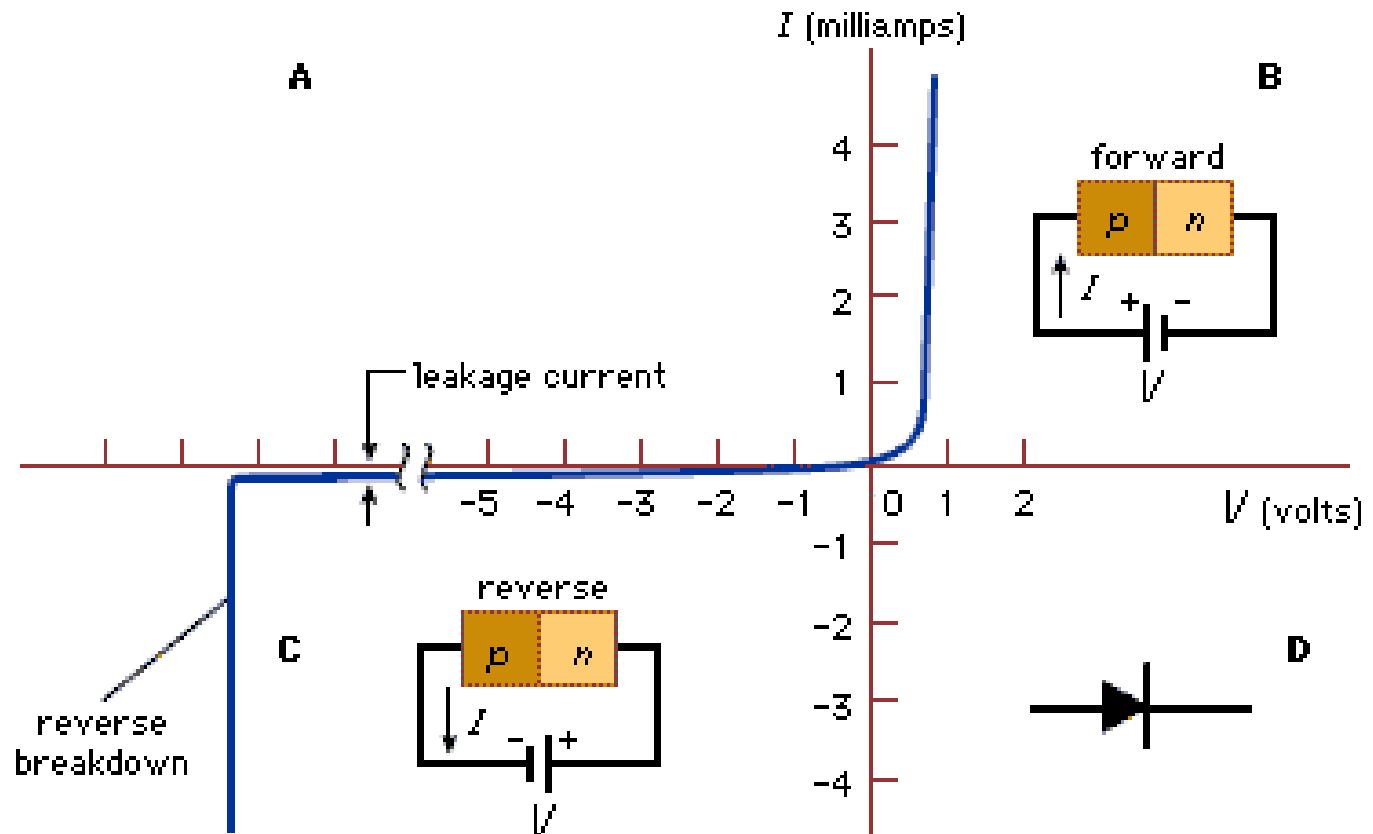 I (milliamps)
A
B
4
forward
3
p n
I
+ -
2
V
leakage current
1
-5 -4 -3 -2 -1 0 1 2
V (volts)
-1
reverse
-2
C
p n
D
I
- +
-3
reverse
breakdown
-4
V